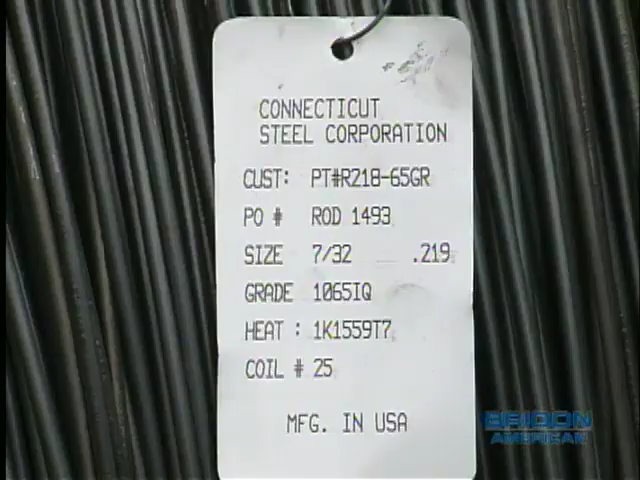 CONNECTICUT
STEEL CORPORATION
CUST: PT#R218-65GR
PO # ROD 1493
SIZE 7/32 .219
GRADE 1065IQ
HEAT : 1K1559T7
COIL # 25
MFG. IN USA
BRIDON
AMERICAN